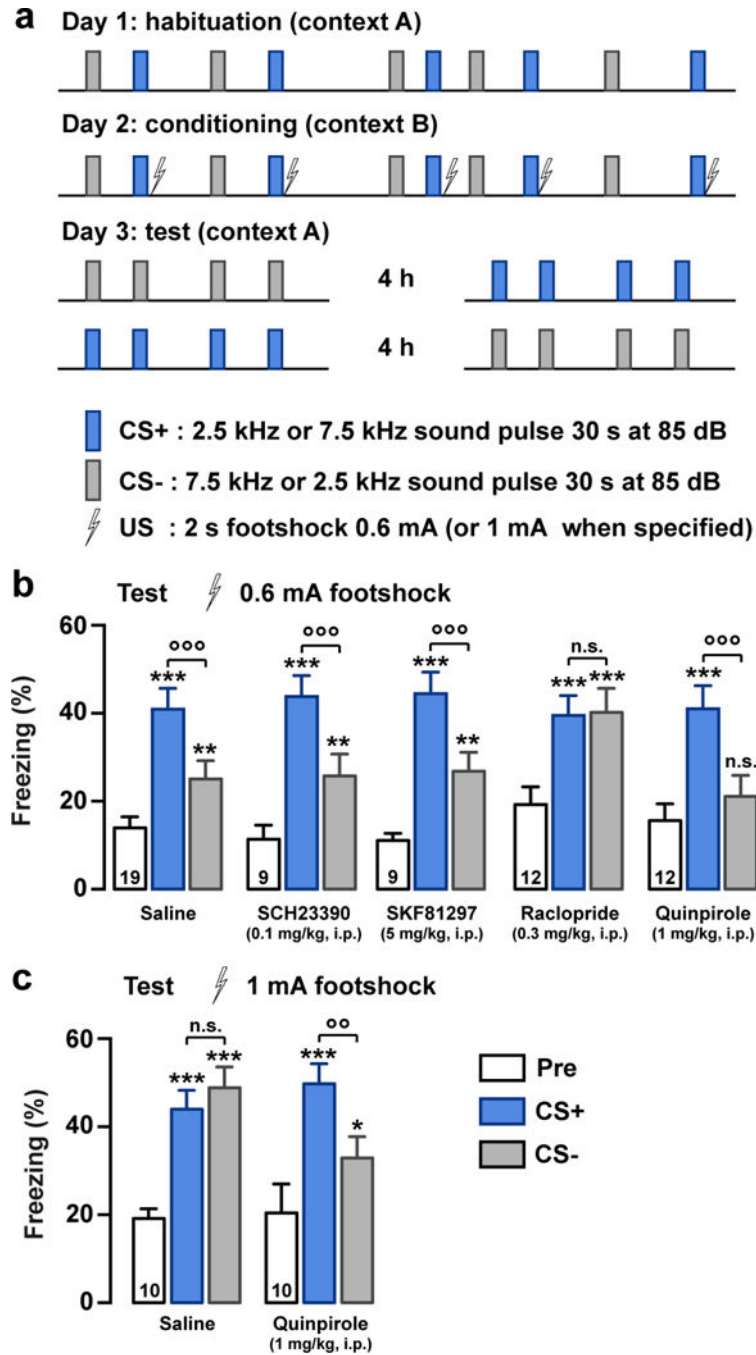 a
Day 1: habituation (context A)
Day 2: conditioning (context B)
Day 3: test (context A)
4 h
4 h
CS+ : 2.5 kHz or 7.5 kHz sound pulse 30 s at 85 dB
CS- : 7.5 kHz or 2.5 kHz sound pulse 30 s at 85 dB
US : 2 s footshock 0.6 mA (or 1 mA when specified)
b
Test 0.6 mA footshock
Freezing (%)
60
40
20
0
*** °°° **
*** °°° **
*** °°° **
*** n.s. ***
*** °°° n.s.
19 9 9 12 12
Saline SCH23390 SKF81297 Raclopride Quinpirole
(0.1 mg/kg, i.p.) (5 mg/kg, i.p.) (0.3 mg/kg, i.p.) (1 mg/kg, i.p.)
c
Test 1 mA footshock
Freezing (%)
60
40
20
0
*** n.s. ***
*** °° *
10 10
Saline Quinpirole
(1 mg/kg, i.p.)
Pre
CS+
CS-